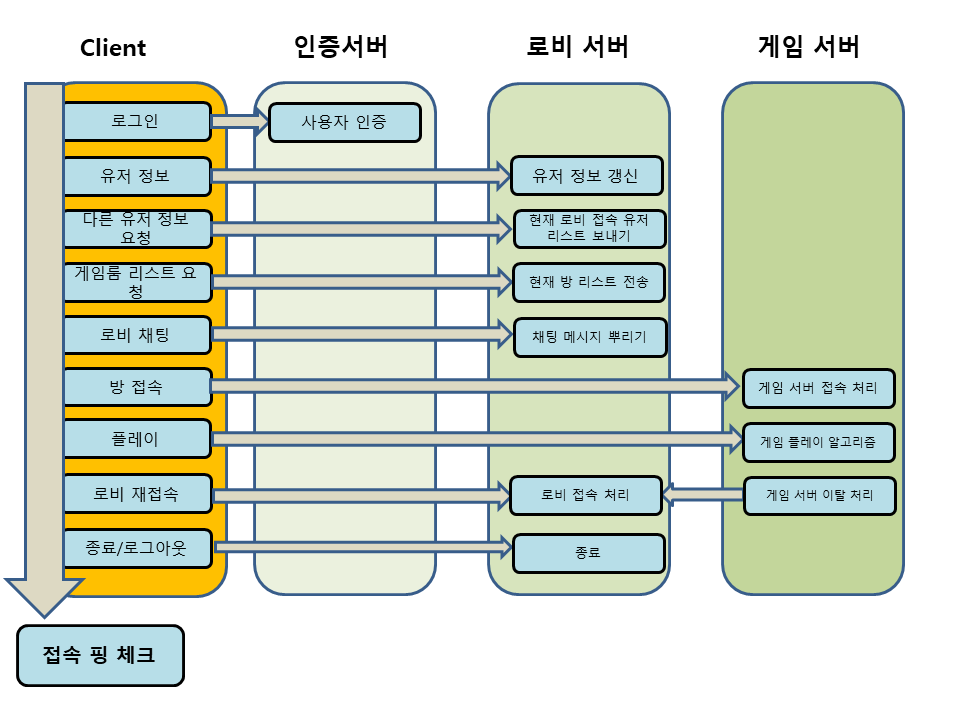 Client
인증서버
로비 서버
게임 서버
로그인
사용자 인증
유저 정보
유저 정보 갱신
다른 유저 정보
요청
현재 로비 접속 유저
리스트 보내기
게임룸 리스트 요
청
현재 방 리스트 전송
로비 채팅
채팅 메시지 뿌리기
방 접속
게임 서버 접속 처리
플레이
게임 플레이 알고리즘
로비 재접속
로비 접속 처리
게임 서버 이탈 처리
종료/로그아웃
종료
접속 핑 체크